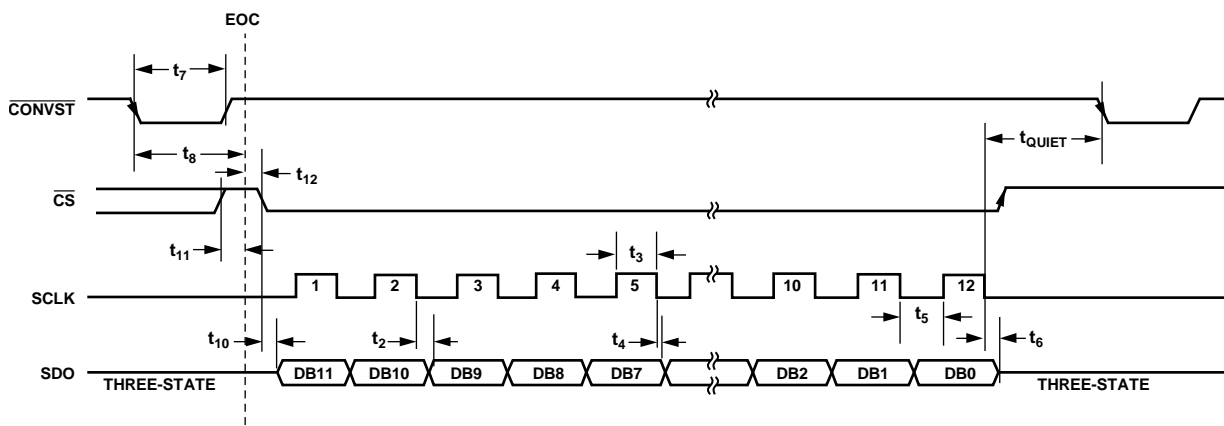 EOC
t7
CONVST
tQUIET
t8
t12
CS
t11
t3
SCLK
1 2 3 4 5 10 11 12
t10
t2
t4
t5
t6
SDO
THREE-STATE
DB11 DB10 DB9 DB8 DB7 DB2 DB1 DB0
THREE-STATE